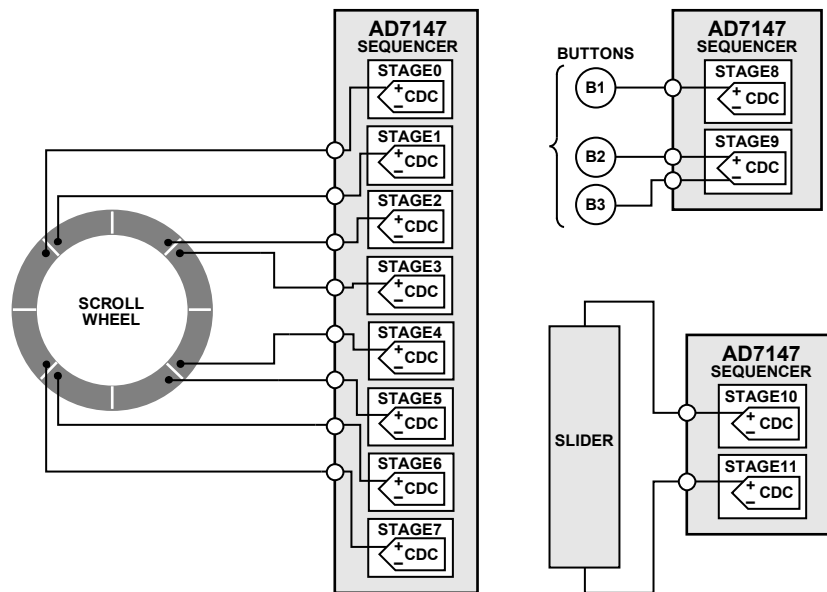 AD7147
SEQUENCER
STAGE0
+
–
CDC
STAGE1
+
–
CDC
STAGE2
+
–
CDC
STAGE3
+
–
CDC
STAGE4
+
–
CDC
STAGE5
+
–
CDC
STAGE6
+
–
CDC
STAGE7
+
–
CDC
SCROLL
WHEEL
BUTTONS
B1
B2
B3
AD7147
SEQUENCER
STAGE8
+
–
CDC
STAGE9
+
–
CDC
SLIDER
AD7147
SEQUENCER
STAGE10
+
–
CDC
STAGE11
+
–
CDC